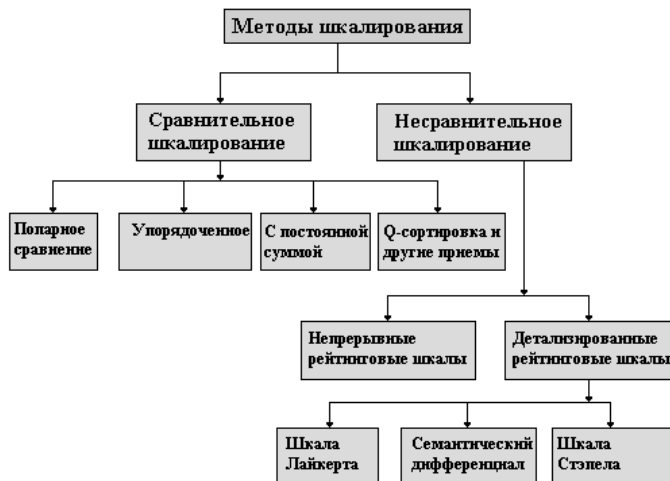 Методы шкалирования
Сравнительное
шкалирование
Несравнительное
шкалирование
Попарное
сравнение
Упорядоченное
С постоянной
суммой
Q-сортировка и
другие приемы
Непрерывные
рейтинговые шкалы
Детализированные
рейтинговые шкалы
Шкала
Лайкерта
Семантический
дифференциал
Шкала
Стэпела